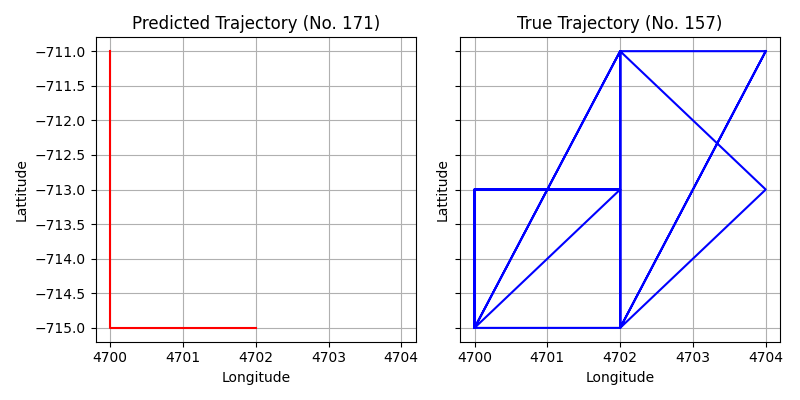 Predicted Trajectory (No. 171)
True Trajectory (No. 157)
−711.0
−711.5
−712.0
−712.5
−713.0
−713.5
−714.0
−714.5
−715.0
Lattitude
Lattitude
4700 4701 4702 4703 4704
4700 4701 4702 4703 4704
Longitude
Longitude